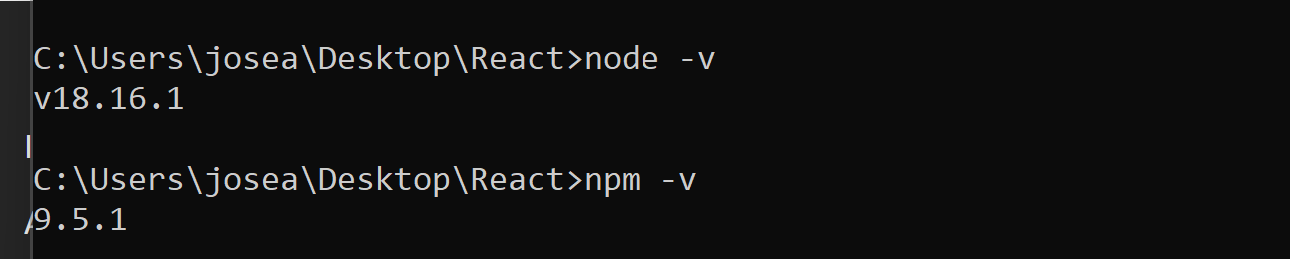 C:\Users\josea\Desktop\React>node -v
v18.16.1
C:\Users\josea\Desktop\React>npm -v
9.5.1